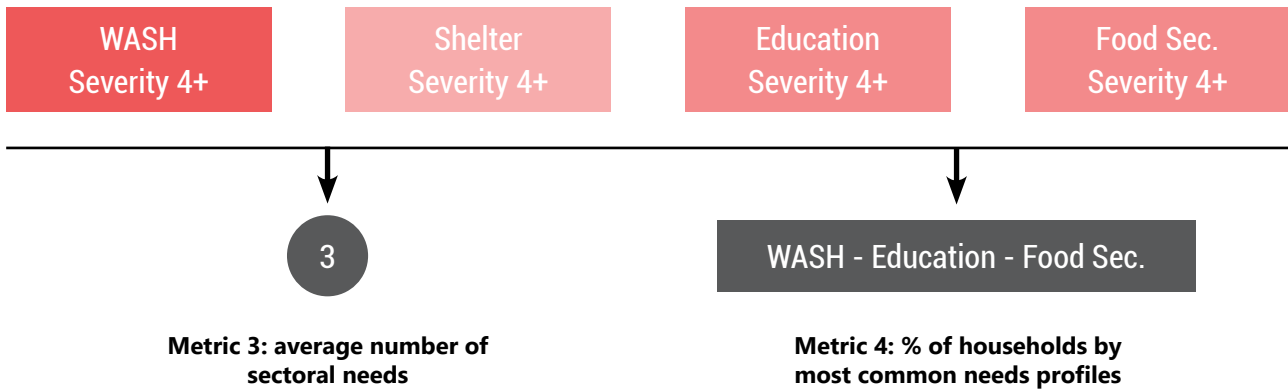 WASH
Severity 4+
Shelter
Severity 4+
Education
Severity 4+
Food Sec.
Severity 4+
3
WASH - Education - Food Sec.
Metric 3: average number of
sectoral needs
Metric 4: % of households by
most common needs profiles